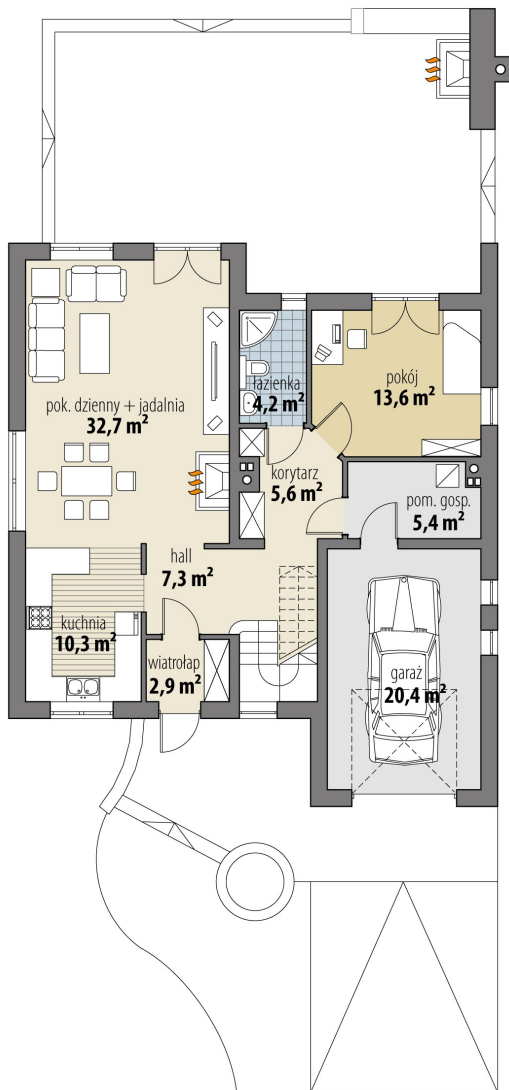 łazienka
4,2 m²
pokój
13,6 m²
pok. dzienny + jadalnia
32,7 m²
korytarz
5,6 m²
pom. gosp.
5,4 m²
hall
7,3 m²
kuchnia
10,3 m²
wiatrołap
2,9 m²
garaż
20,4 m²